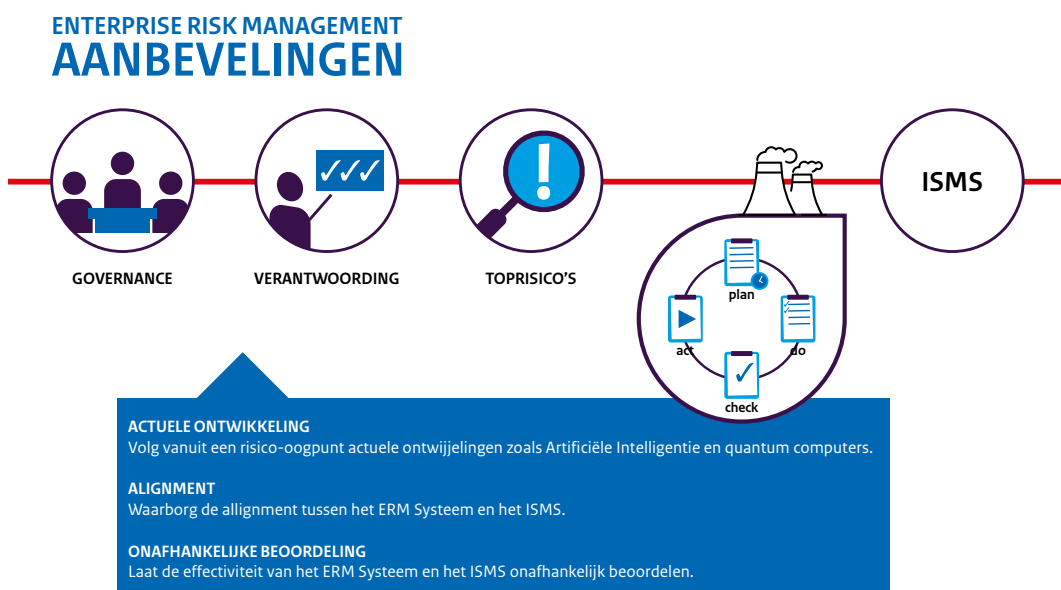 ENTERPRISE RISK MANAGEMENT
AANBEVELINGEN
ISMS
GOVERNANCE
VERANTWOORDING
TOPRISICO'S
plan
act
do
check
ACTUELE ONTWIKKELING
Volg vanuit een risico-oogpunt actuele ontwijjelingen zoals Artificiële Intelligentie en quantum computers.
ALIGNMENT
Waarborg de allignment tussen het ERM Systeem en het ISMS.
ONAFHANKELIJKE BEOORDELING
Laat de effectiviteit van het ERM Systeem en het ISMS onafhankelijk beoordelen.